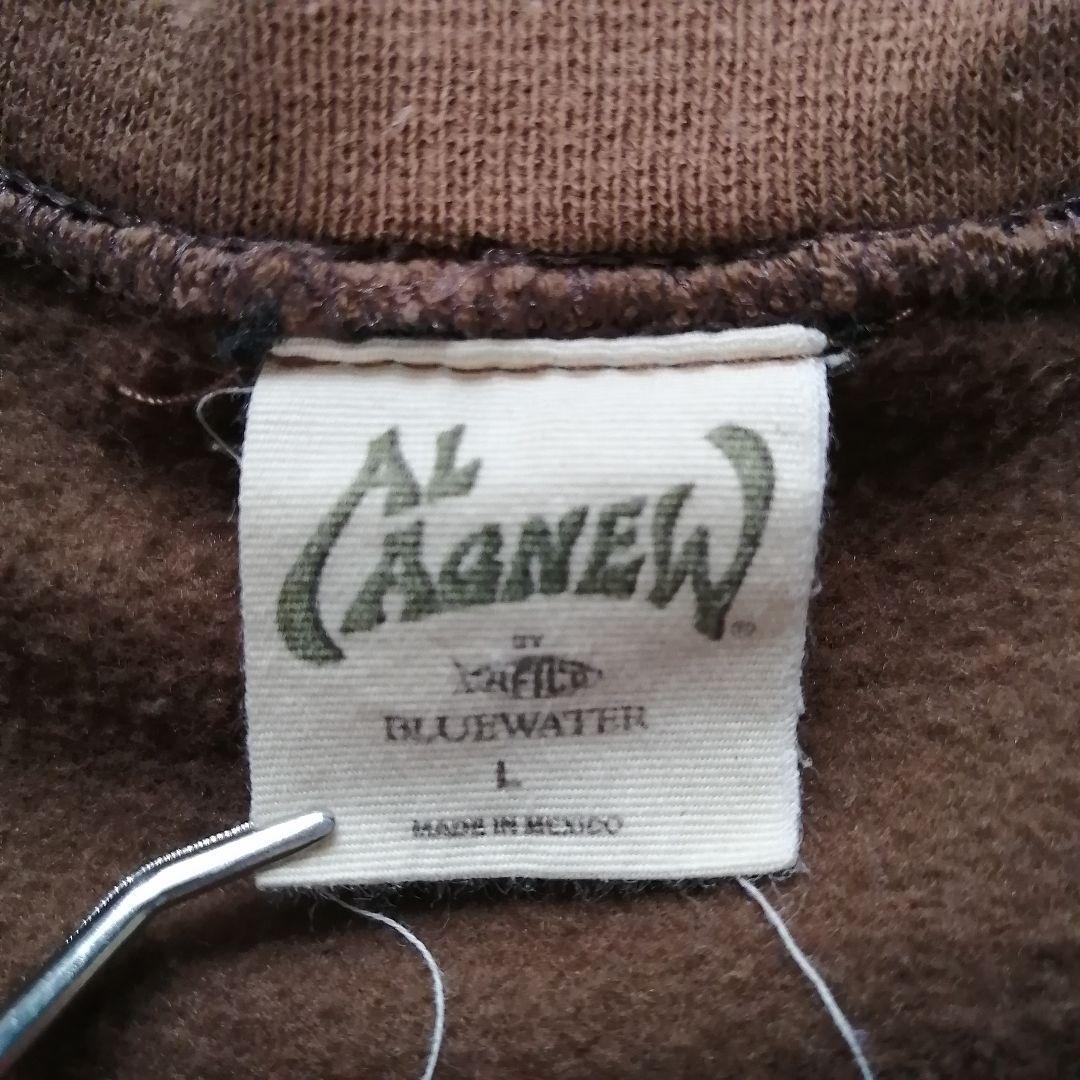 AL
AGNEW®
BY
BLUEWATER
L
MADE IN MEXICO